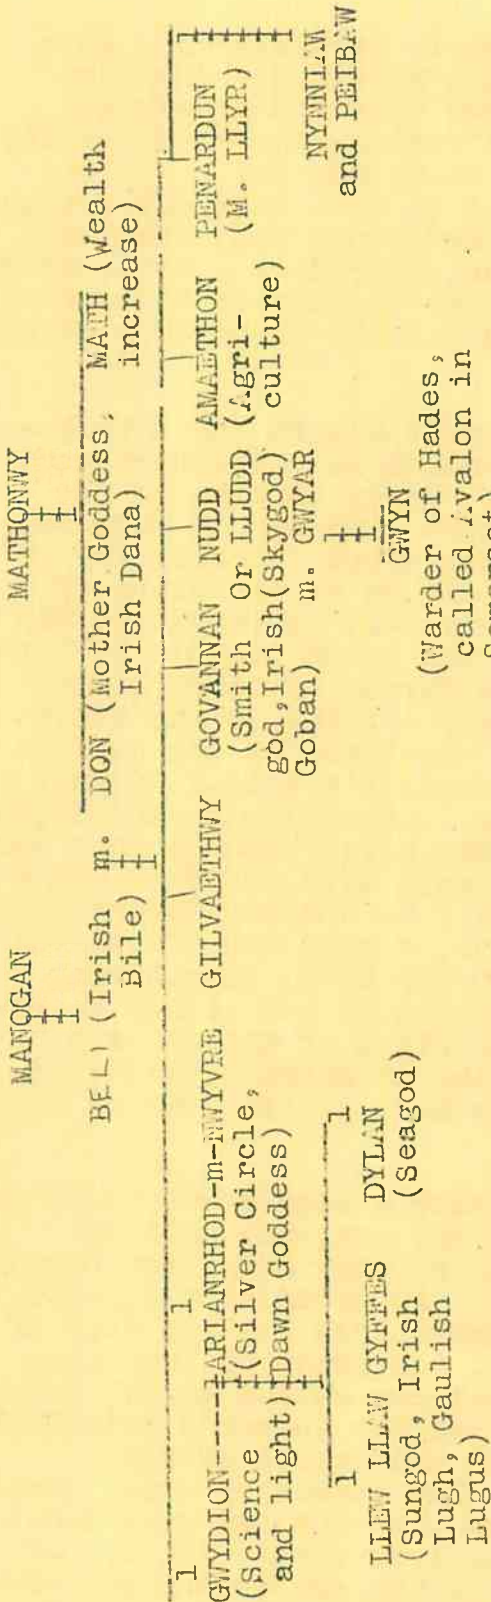 MANOGAN MATHONWY
BELI (Irish m. DON (Mother Goddess, MATH (Wealth
Bile) Irish Dana) increase)
GWYDION----ARIANRHOD-m-NWYVRE GILVAETHWY GOVANNAN NUDD AMAETHON PENARDUN
(science (Silver Circle, (Smith Or LLUDD (Agri- (M. LLYR)
and light) Dawn Goddess) god, Irish (Skygod) culture)
Goban) m. GWYAR
NYNNIAW
and PEIBAW
LLEW LLAW GYFFES DYLAN GWYN
(Sungod, Irish (Seagod) (Warder of Hades,
Lugh, Gaulish called Avalon in
Lugus) Somerset)